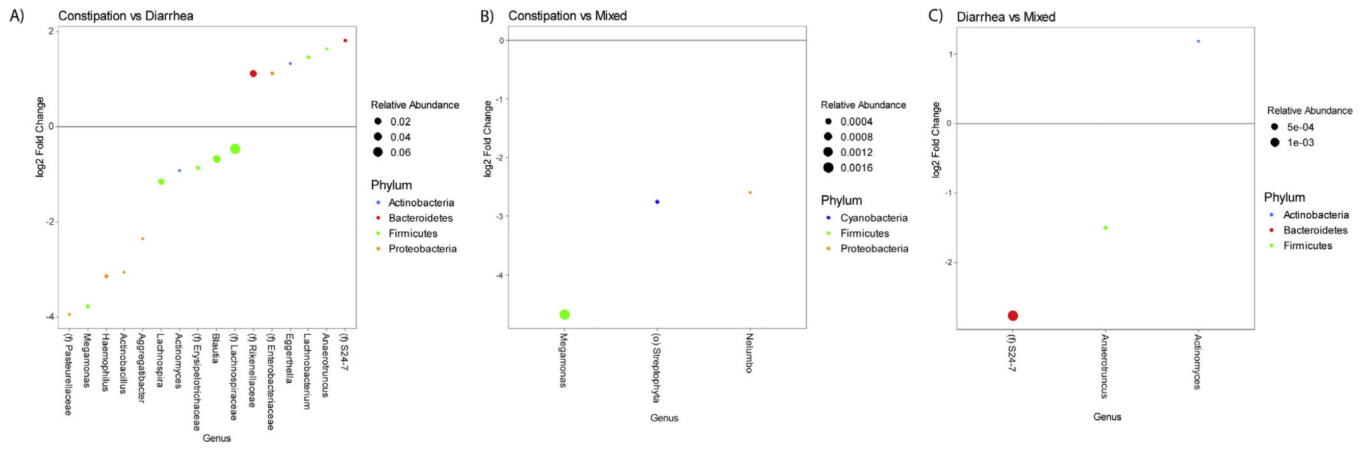 A)
Constipation vs Diarrhea
2
0
-2
-4
log2 Fold Change
(f) Pasteurellaceae
Megamonas
Haemophilus
Actinobacillus
Aggregatibacter
Lachnospira
Actinomyces
(f) Erysipelotrichaceae
Blautia
(f) Lachnospiraceae
(f) Rikenellaceae
(f) Enterobacteriaceae
Eggerthella
Lachnobacterium
Anaerotruncus
(f) S24-7
Genus
Relative Abundance
0.02
0.04
0.06
Phylum
Actinobacteria
Bacteroidetes
Firmicutes
Proteobacteria
B)
Constipation vs Mixed
0
-1
-2
-3
-4
log2 Fold Change
Megamonas
(o) Streptophyta
Nelumbo
Genus
Relative Abundance
0.0004
0.0008
0.0012
0.0016
Phylum
Cyanobacteria
Firmicutes
Proteobacteria
C)
Diarrhea vs Mixed
1
0
-1
-2
log2 Fold Change
(f) S24-7
Anaerotruncus
Actinomyces
Genus
Relative Abundance
5e-04
1e-03
Phylum
Actinobacteria
Bacteroidetes
Firmicutes